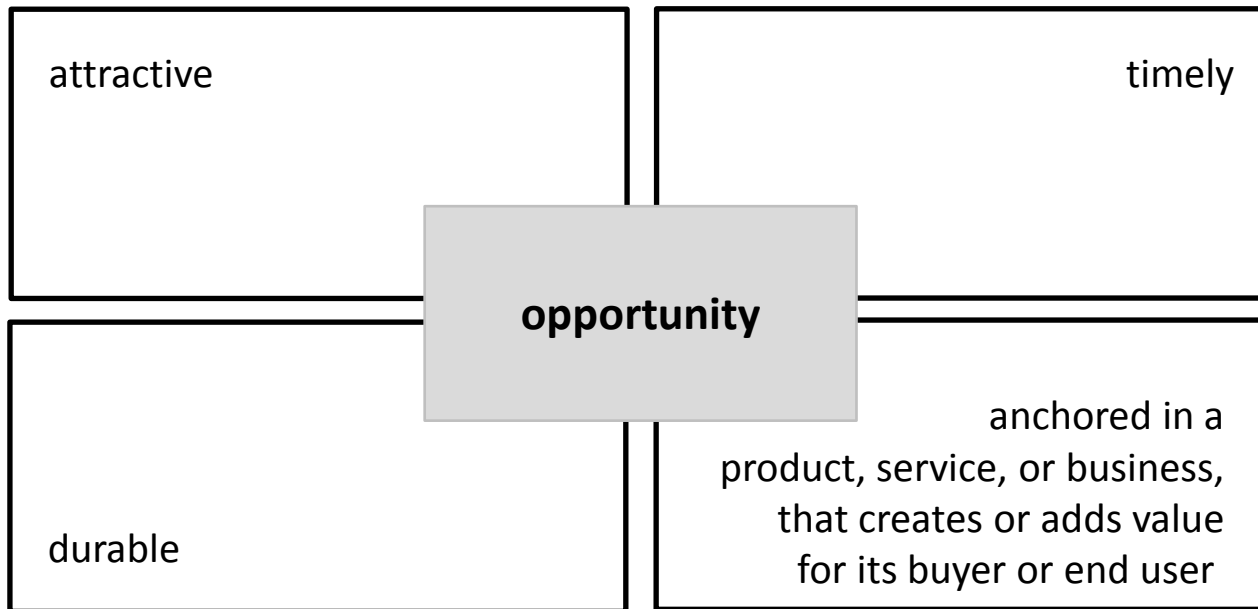 attractive
timely
opportunity
durable
anchored in a
product, service, or business,
that creates or adds value
for its buyer or end user